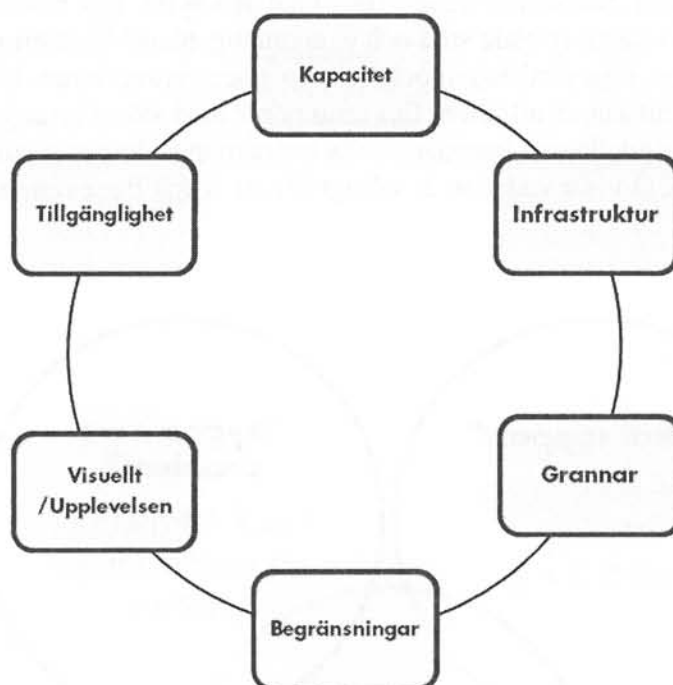 Kapacitet
Tillgänglighet
Infrastruktur
Visuellt
/Upplevelsen
Grannar
Begränsningar